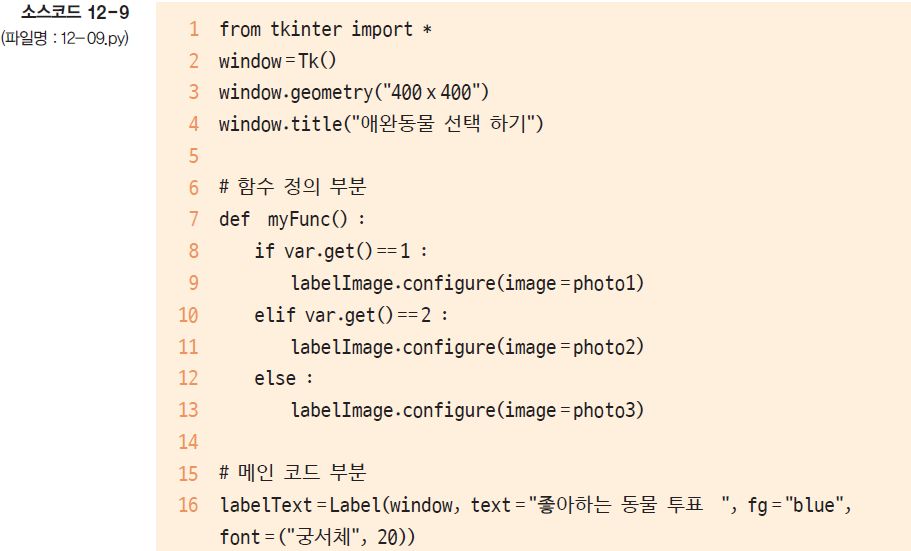 소스코드 12-9
(파일명 : 12-09.py)
1 from tkinter import *
2 window=Tk()
3 window.geometry("400x400")
4 window.title("애완동물 선택 하기")
5
6 # 함수 정의 부분
7 def myFunc() :
8 if var.get()==1 :
9 labelImage.configure(image=photo1)
10 elif var.get()==2 :
11 labelImage.configure(image=photo2)
12 else :
13 labelImage.configure(image=photo3)
14
15 # 메인 코드 부분
16 labelText=Label(window, text="좋아하는 동물 투표 ", fg="blue",
font=("궁서체", 20))